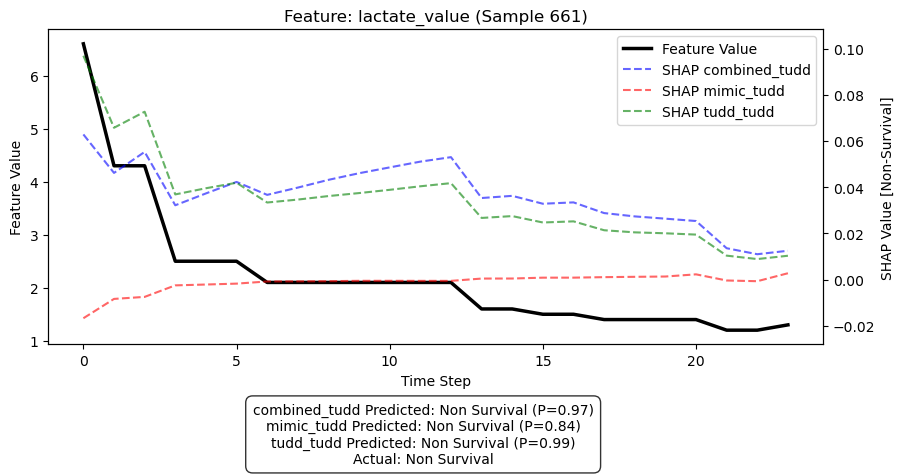 Feature: lactate_value (Sample 661)
Feature Value
SHAP combined_tudd
SHAP mimic_tudd
SHAP tudd_tudd
Feature Value
6
5
4
3
2
1
0.10
0.08
0.06
0.04
0.02
0.00
−0.02
SHAP Value [Non-Survival]
0 5 10 15 20
Time Step
combined_tudd Predicted: Non Survival (P=0.97)
mimic_tudd Predicted: Non Survival (P=0.84)
tudd_tudd Predicted: Non Survival (P=0.99)
Actual: Non Survival